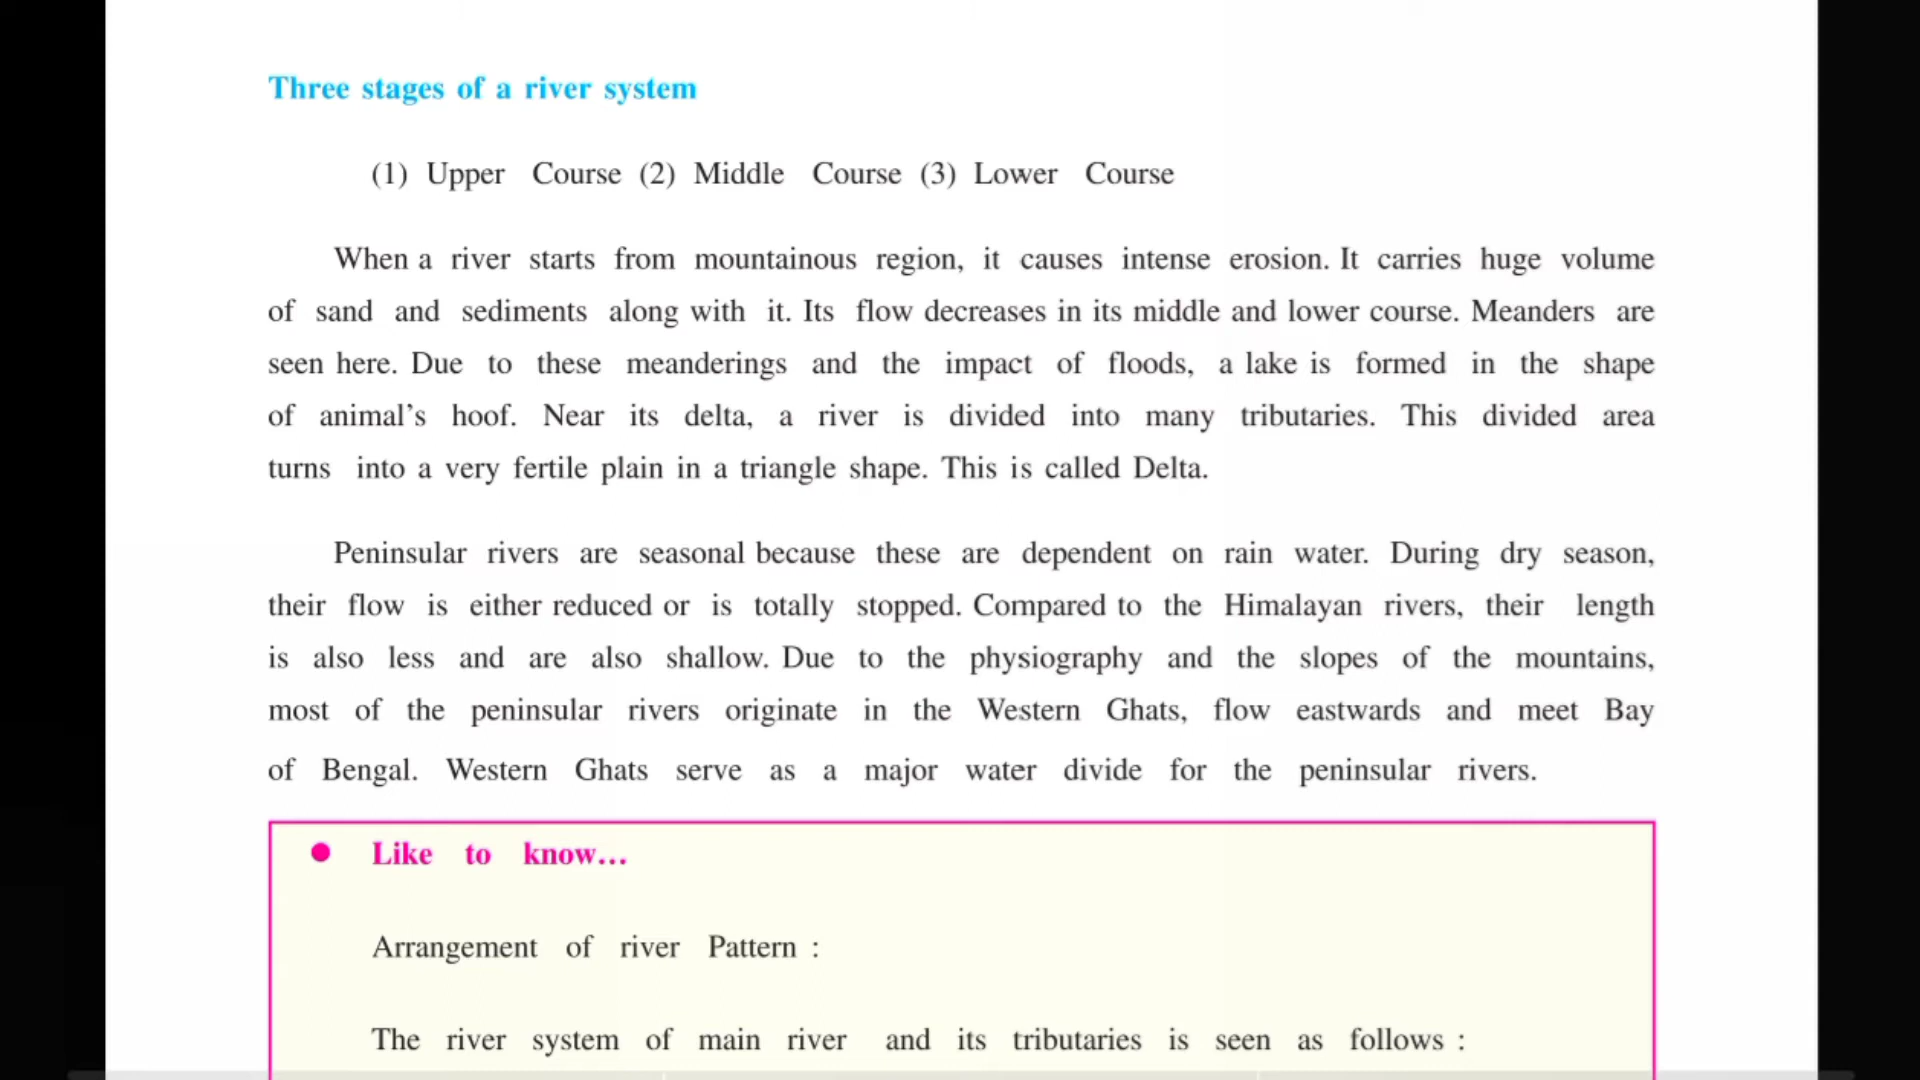 Three stages of a river system
(1) Upper Course (2) Middle Course (3) Lower Course
When a river starts from mountainous region, it causes intense erosion. It carries huge volume
of sand and sediments along with it. Its flow decreases in its middle and lower course. Meanders are
seen here. Due to these meanderings and the impact of floods, a lake is formed in the shape
of animal’s hoof. Near its delta, a river is divided into many tributaries. This divided area
turns into a very fertile plain in a triangle shape. This is called Delta.
Peninsular rivers are seasonal because these are dependent on rain water. During dry season,
their flow is either reduced or is totally stopped. Compared to the Himalayan rivers, their length
is also less and are also shallow. Due to the physiography and the slopes of the mountains,
most of the peninsular rivers originate in the Western Ghats, flow eastwards and meet Bay
of Bengal. Western Ghats serve as a major water divide for the peninsular rivers.
● Like to know...
Arrangement of river Pattern :
The river system of main river and its tributaries is seen as follows :